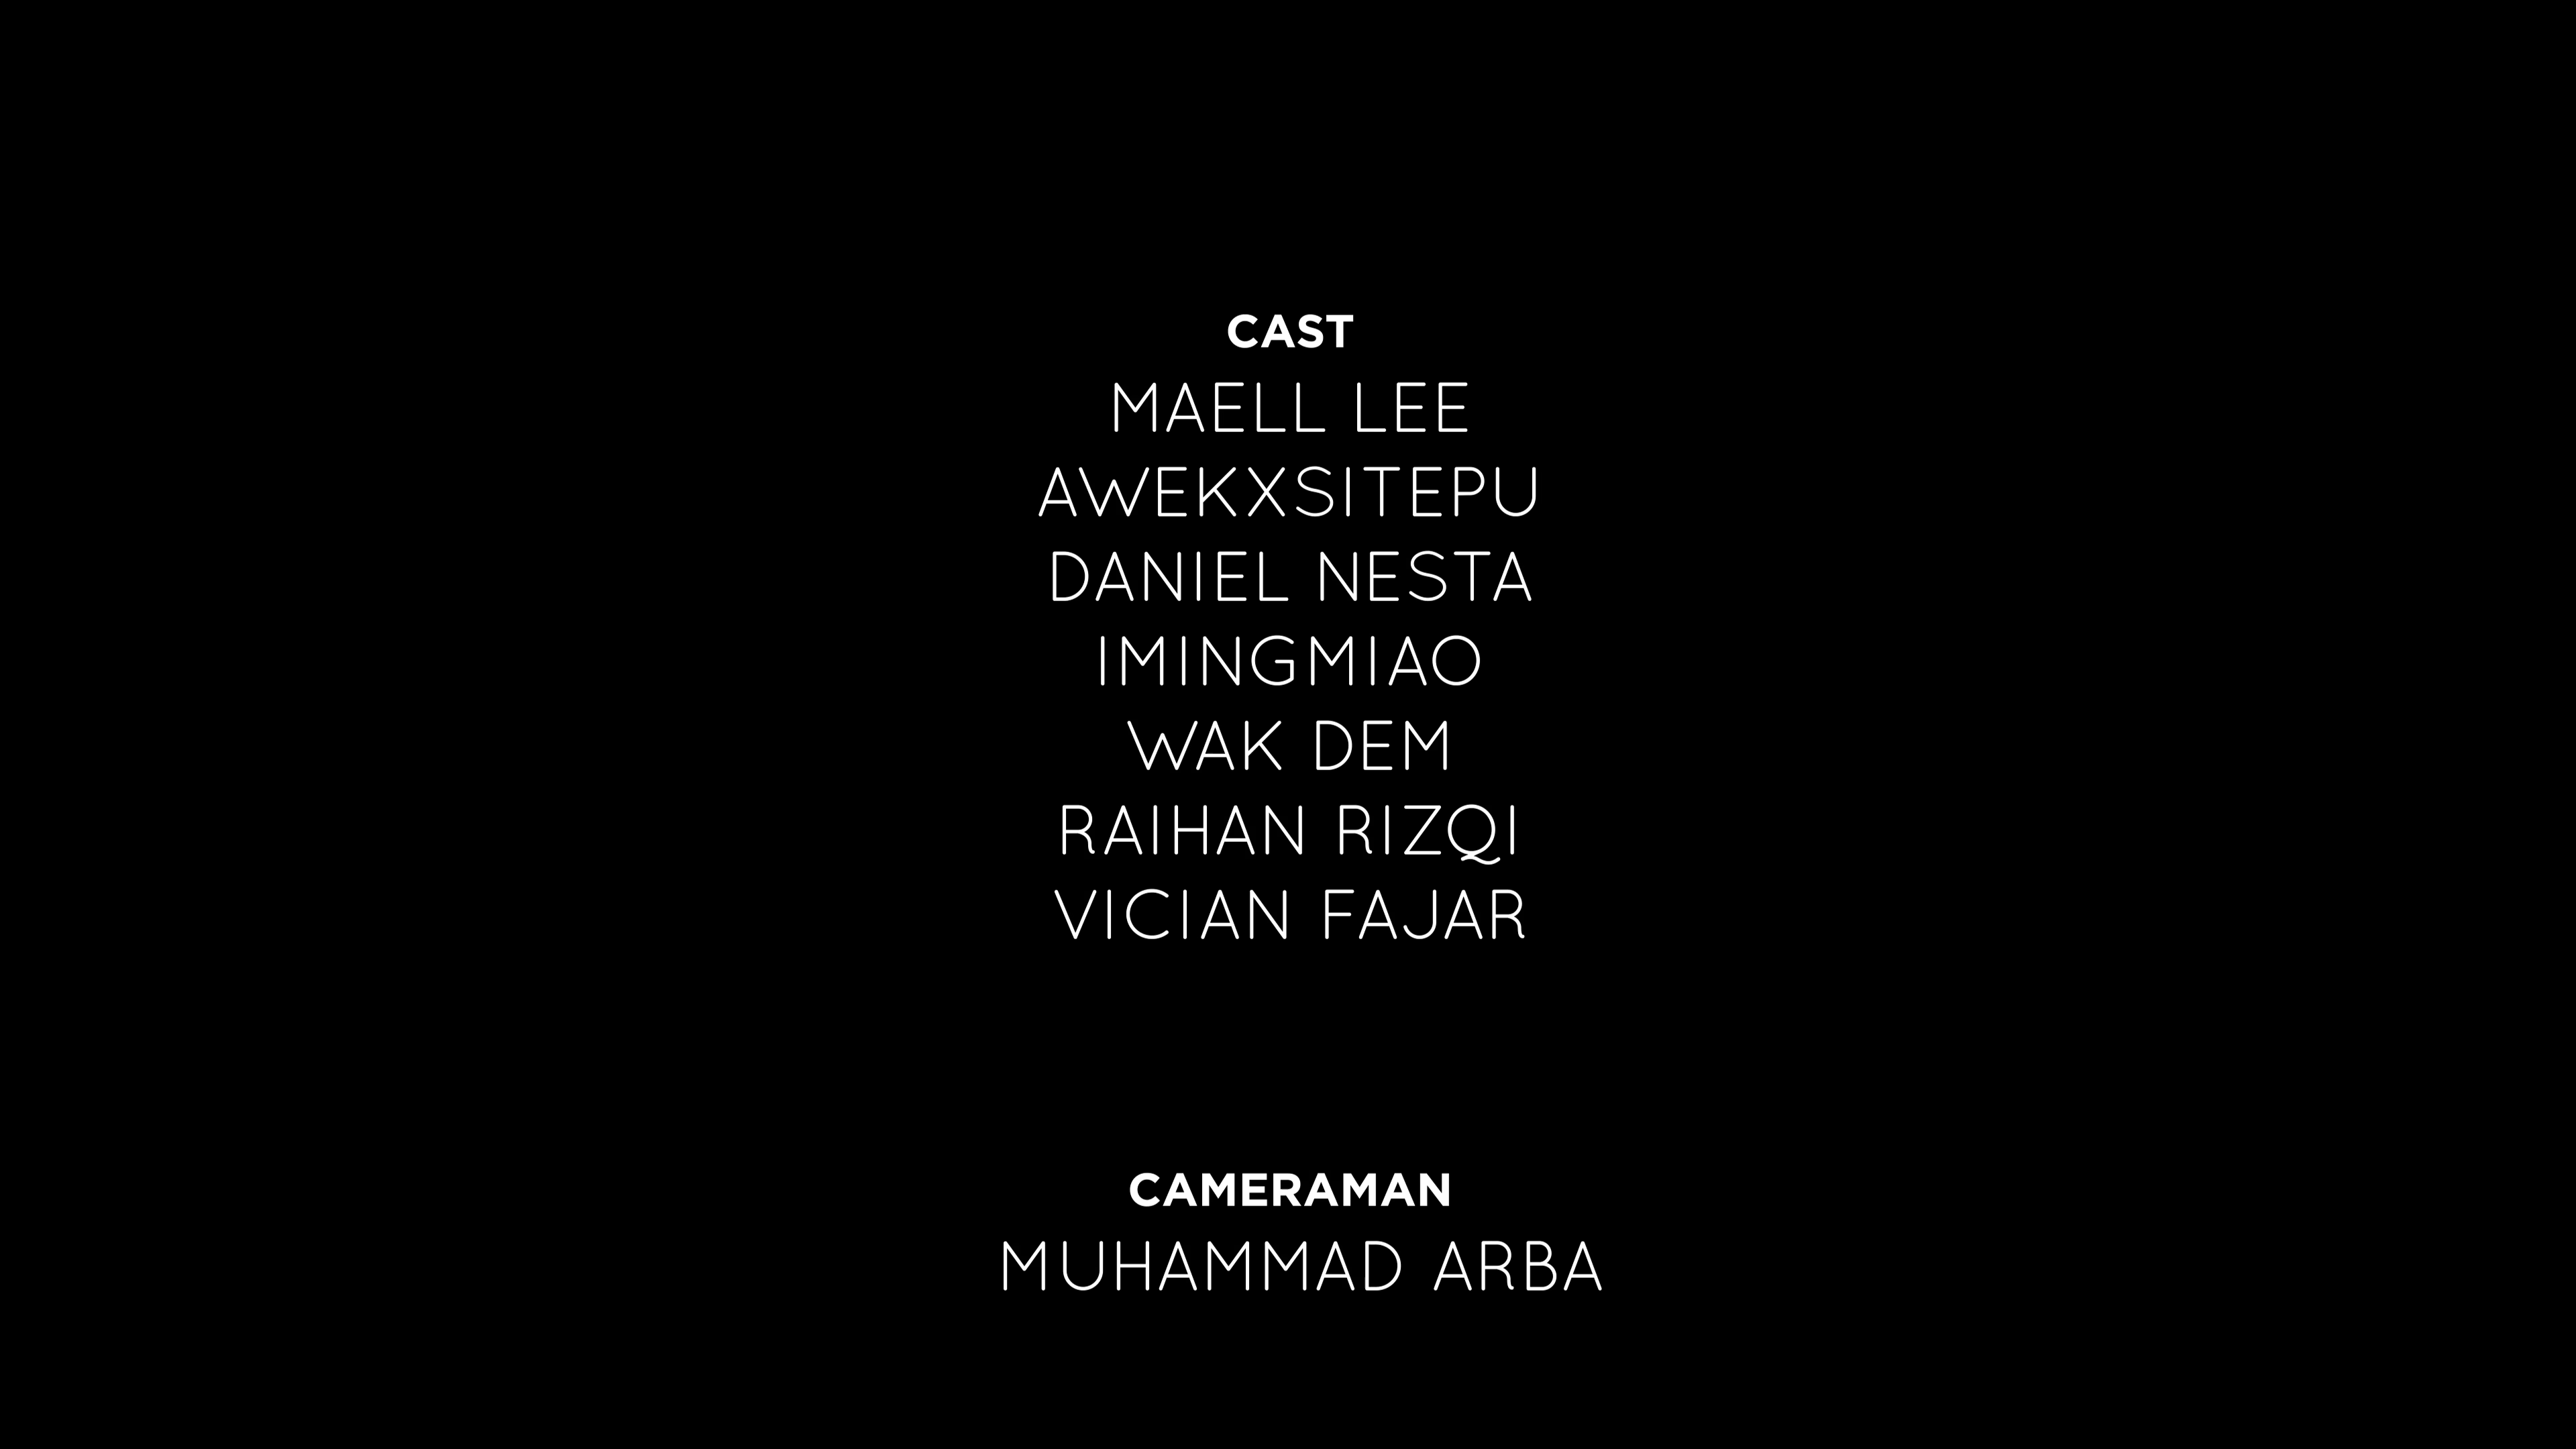 CAST
MAELL LEE
AWEKXSITEPU
DANIEL NESTA
IMINGMIAO
WAK DEM
RAIHAN RIZQI
VICIAN FAJAR
CAMERAMAN
MUHAMMAD ARBA